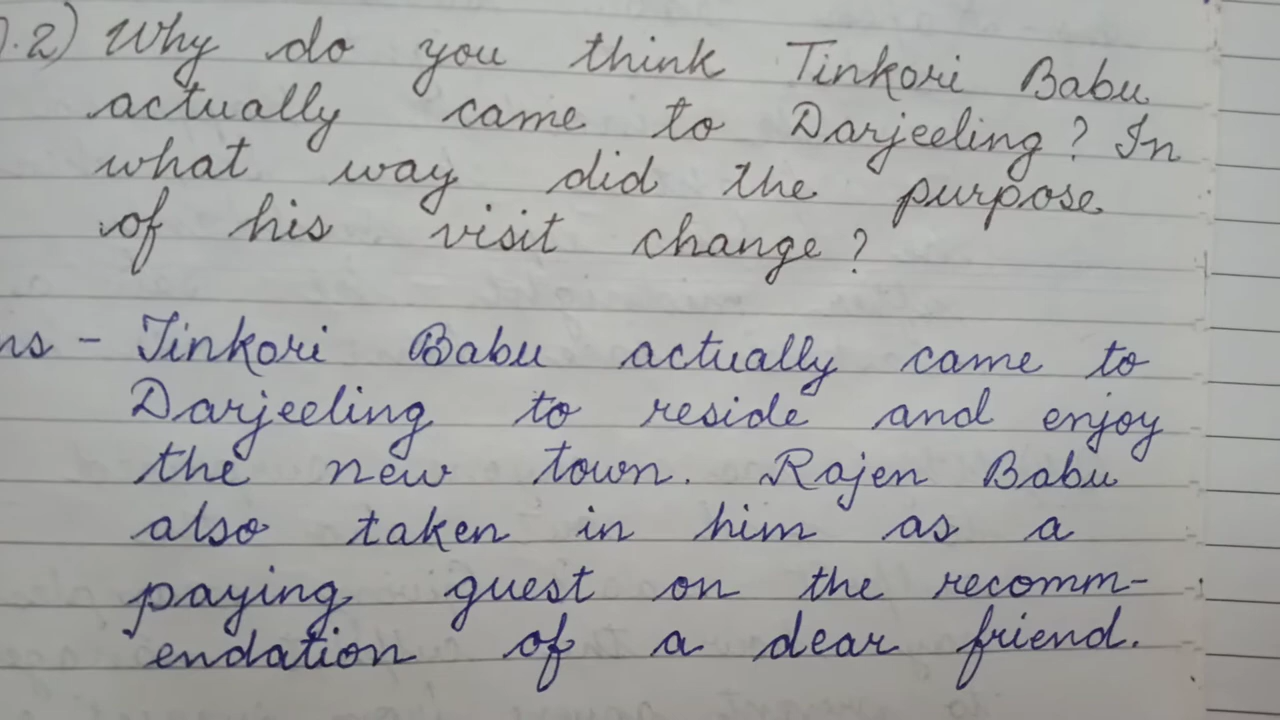 .2) Why do you think Tinkori Babu
actually came to Darjeeling? In
what way did the purpose
of his visit change?
ns - Tinkori Babu actually came to
Darjeeling to reside and enjoy
the new town. Rajen Babu
also taken in him as a
paying guest on the recomm-
endation of a dear friend.